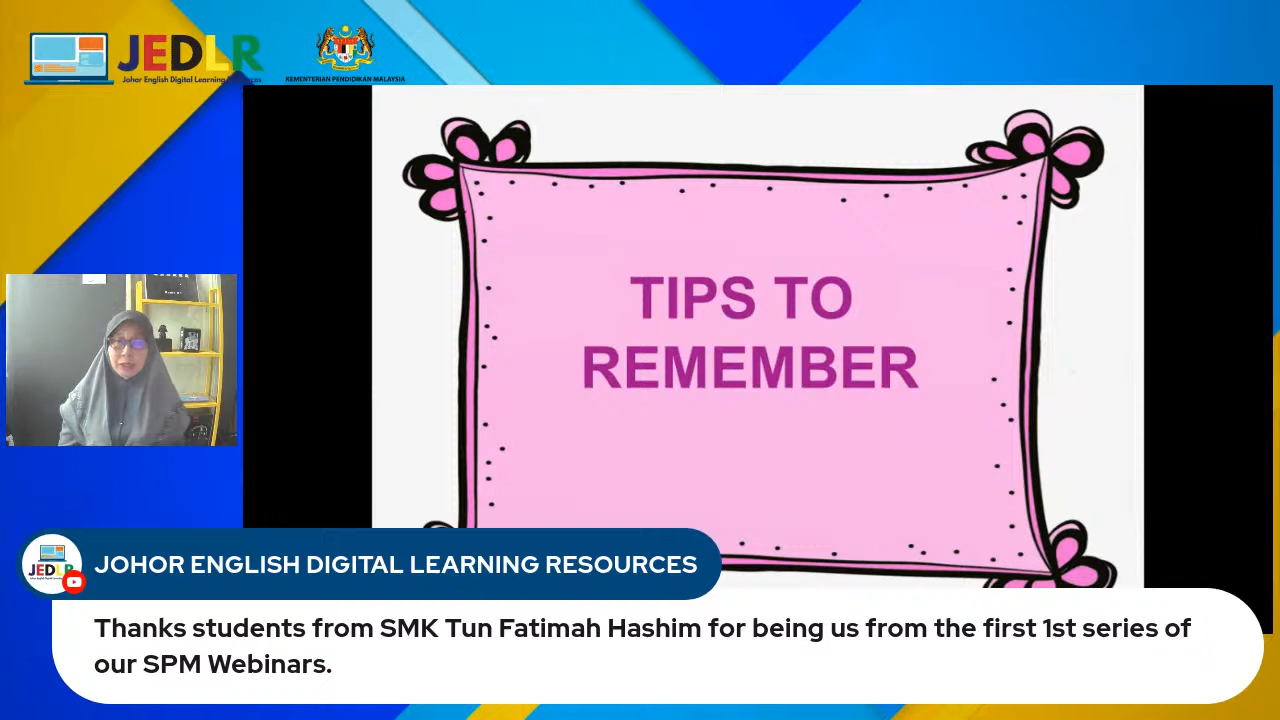 JEDLR
Johor English Digital Learning Resources
KEMENTERIAN PENDIDIKAN MALAYSIA
TIPS TO
REMEMBER
JEDLR
JOHOR ENGLISH DIGITAL LEARNING RESOURCES
Thanks students from SMK Tun Fatimah Hashim for being us from the first 1st series of
our SPM Webinars.